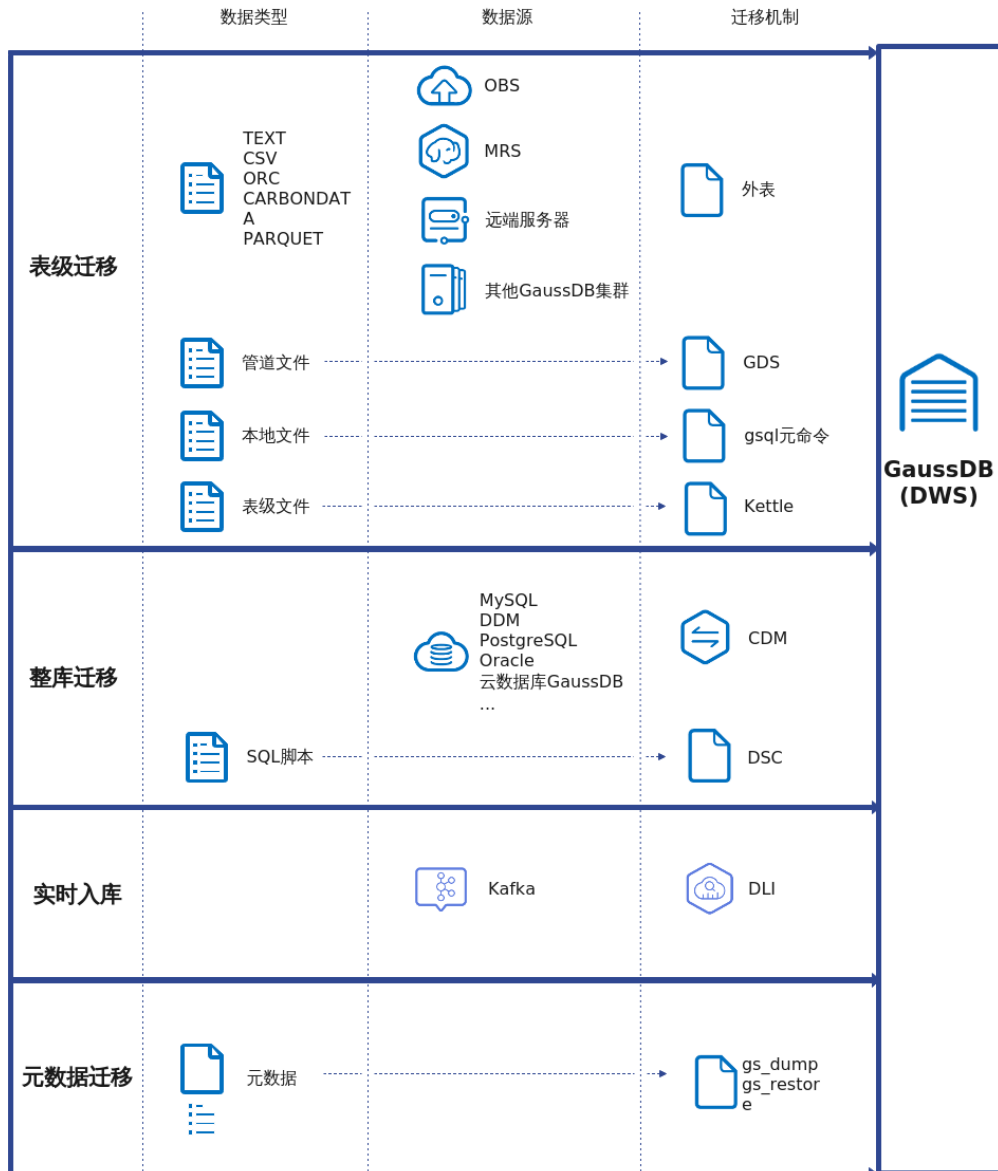 数据类型
数据源
迁移机制
表级迁移
TEXT
CSV
ORC
CARBONDAT
A
PARQUET
OBS
MRS
远端服务器
其他GaussDB集群
外表
管道文件
GDS
本地文件
gsql元命令
表级文件
Kettle
整库迁移
MySQL
DDM
PostgreSQL
Oracle
云数据库GaussDB
...
CDM
SQL脚本
DSC
实时入库
Kafka
DLI
元数据迁移
元数据
gs_dump
gs_restor
e
GaussDB
(DWS)